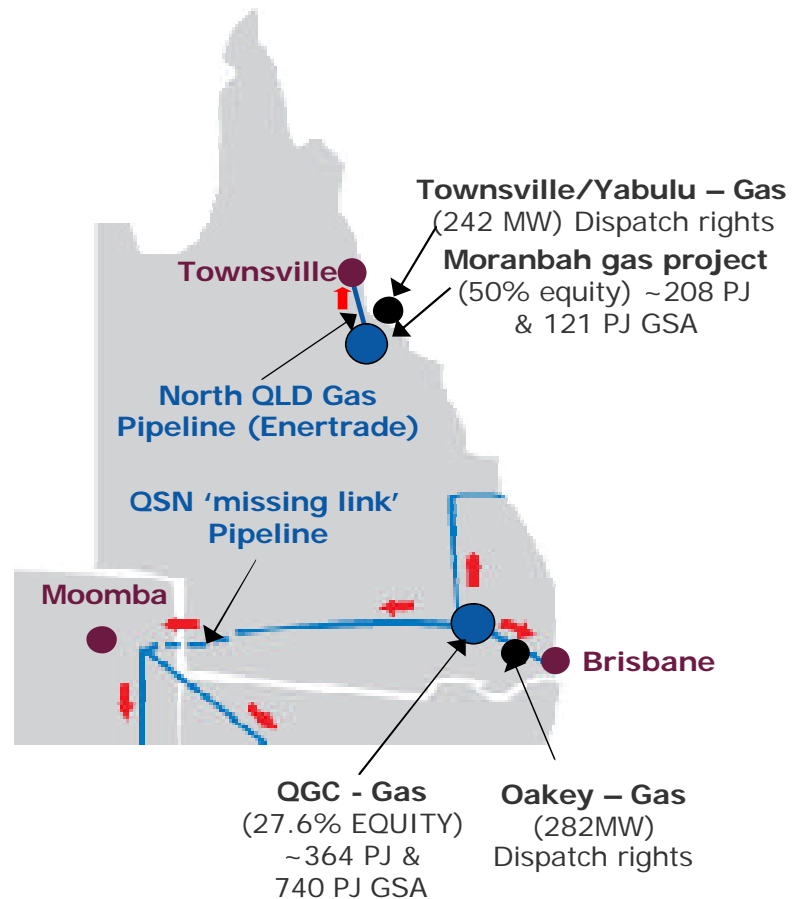 Townsville/Yabulu – Gas
(242 MW) Dispatch rights
Townsville
Moranbah gas project
(50% equity) ~208 PJ
& 121 PJ GSA
North QLD Gas
Pipeline (Enertrade)
QSN ‘missing link’
Pipeline
Moomba
Brisbane
QGC - Gas
(27.6% EQUITY)
~364 PJ &
740 PJ GSA
Oakey – Gas
(282MW)
Dispatch rights